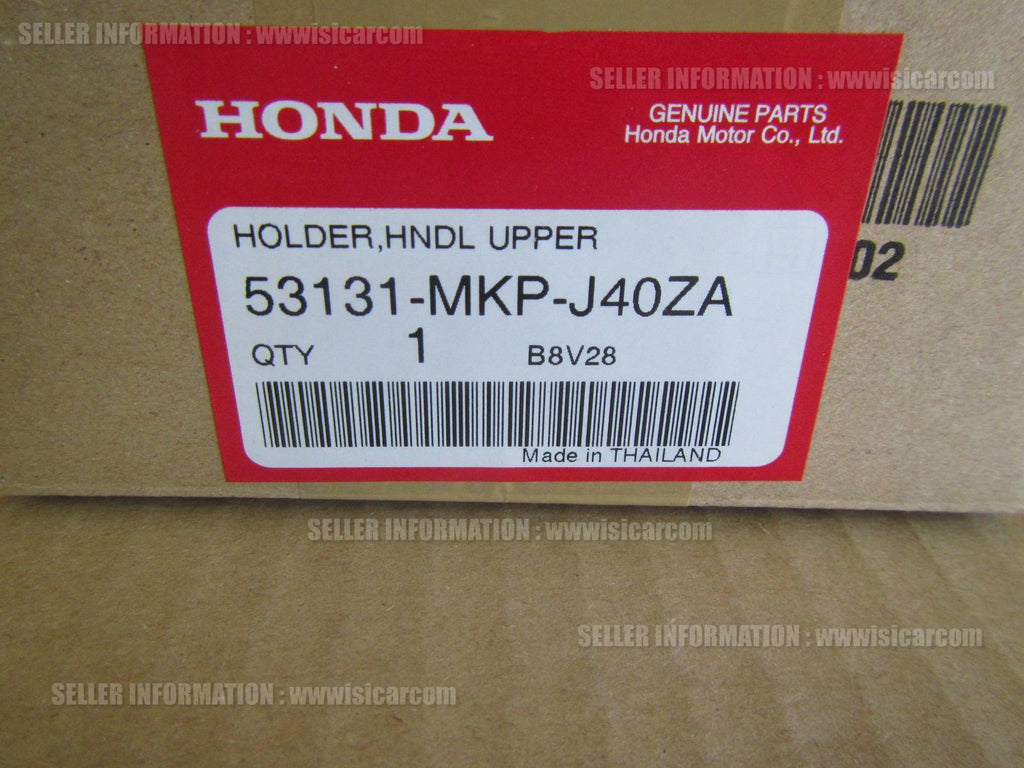 SELLER INFORMATION : wwwisicarcom
SELLER INFORMATION : wwwisicarcom
HONDA
GENUINE PARTS
Honda Motor Co., Ltd.
HOLDER,HNDL UPPER
02
53131-MKP-J40ZA
QTY 1 B8V28
Made in THAILAND
SELLER INFORMATION : wwwisicarcom
SELLER INFORMATION : wwwisicarcom
SELLER INFORMATION : wwwisicarcom